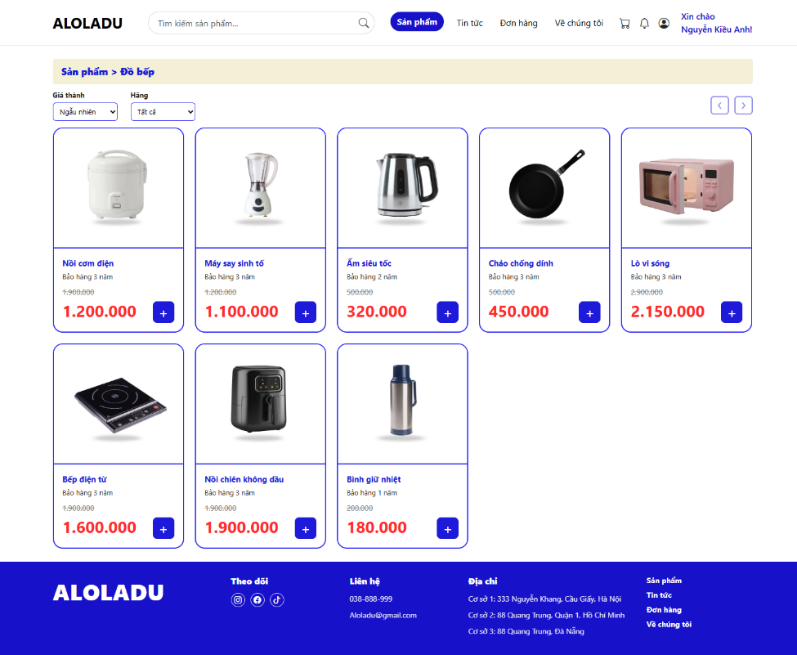 ALOLADU
Tìm kiếm sản phẩm...
Sản phẩm
Tin tức
Đơn hàng
Về chúng tôi
Xin chào
Nguyễn Kiều Anh!
Sản phẩm > Đồ bếp
Giá thành
Hãng
Ngẫu nhiên
Tất cả
Nồi cơm điện
Bảo hàng 3 năm
1.900.000
1.200.000
+
Máy say sinh tố
Bảo hàng 3 năm
1.200.000
1.100.000
+
Ấm siêu tốc
Bảo hàng 2 năm
500.000
320.000
+
Chảo chống dính
Bảo hàng 3 năm
500.000
450.000
+
Lò vi sóng
Bảo hàng 3 năm
2.900.000
2.150.000
+
Bếp điện từ
Bảo hàng 3 năm
1.900.000
1.600.000
+
Nồi chiên không dầu
Bảo hàng 3 năm
1.900.000
1.900.000
+
Bình giữ nhiệt
Bảo hàng 1 năm
200.000
180.000
+
ALOLADU
Theo dõi
Liên hệ
038-888-999
Aloladu@gmail.com
Địa chỉ
Cơ sở 1: 333 Nguyễn Khang, Cầu Giấy, Hà Nội
Cơ sở 2: 88 Quang Trung, Quận 1, Hồ Chí Minh
Cơ sở 3: 88 Quang Trung, Đà Nẵng
Sản phẩm
Tin tức
Đơn hàng
Về chúng tôi